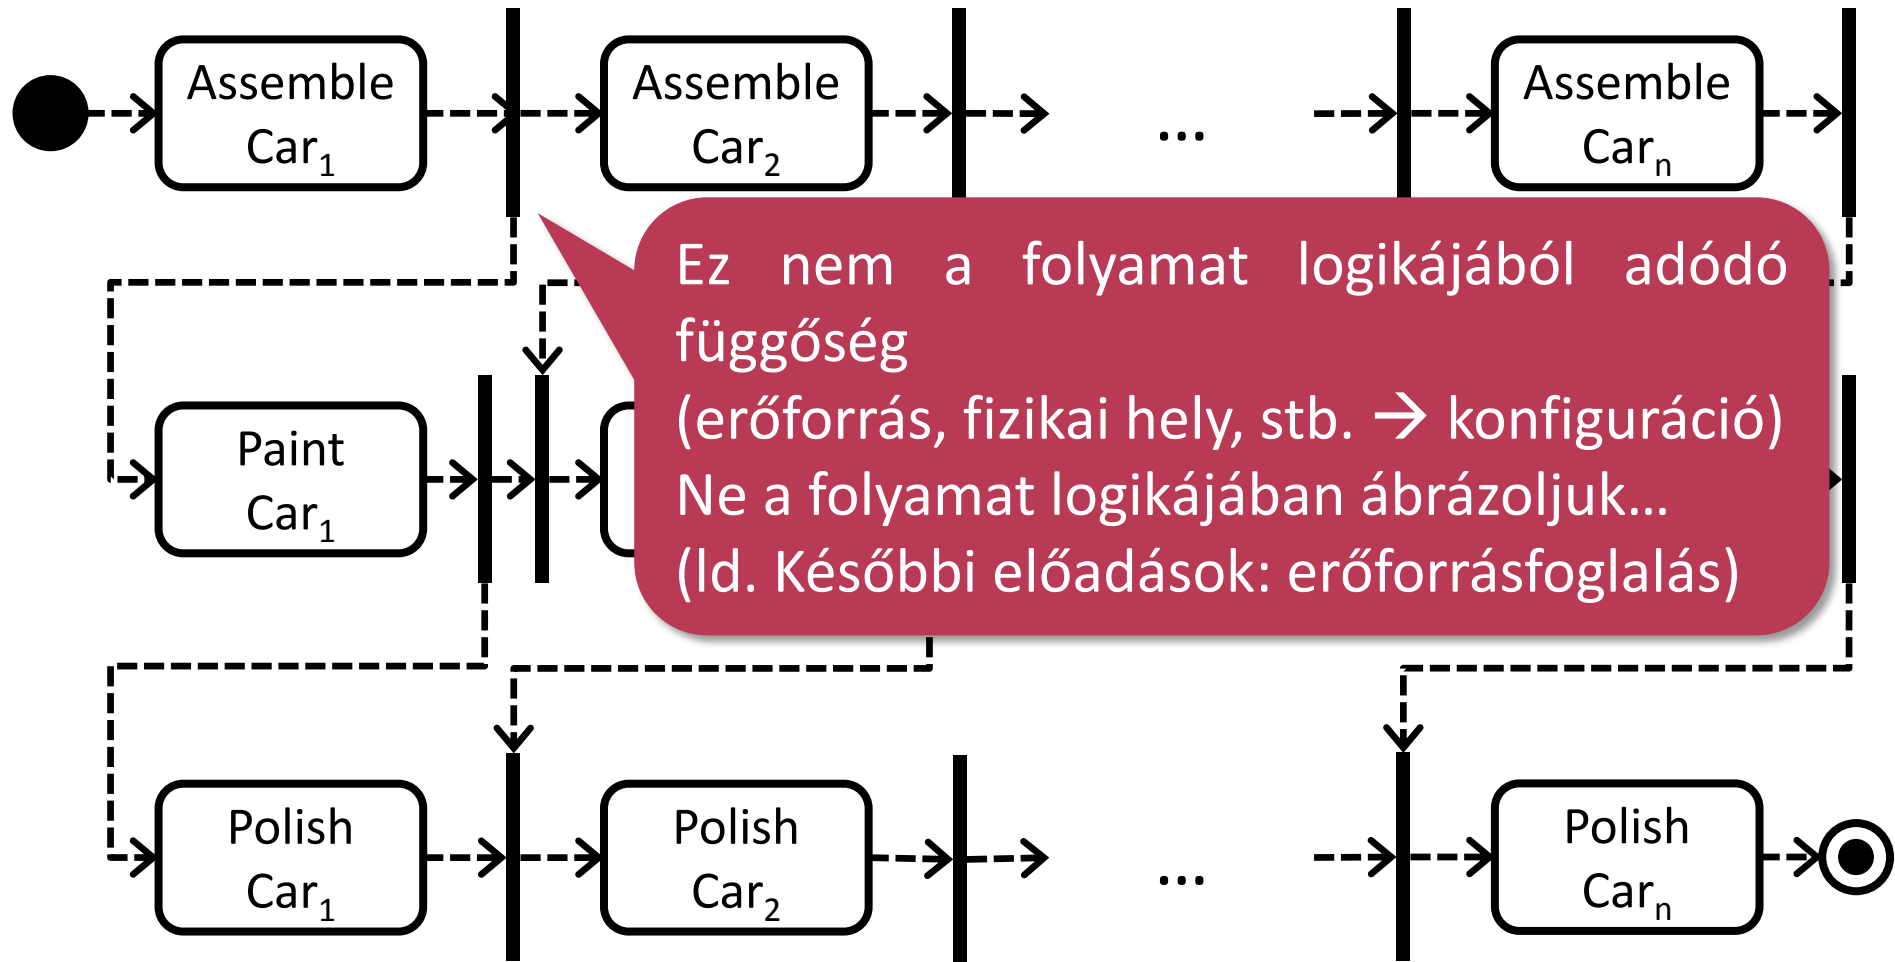 Assemble
Car1
Assemble
Car2
...
Assemble
Carn
Ez nem a folyamat logikájából adódó
függőség
(erőforrás, fizikai hely, stb. → konfiguráció)
Ne a folyamat logikájában ábrázoljuk...
(ld. Későbbi előadások: erőforrásfoglalás)
Paint
Car1
Polish
Car1
Polish
Car2
...
Polish
Carn